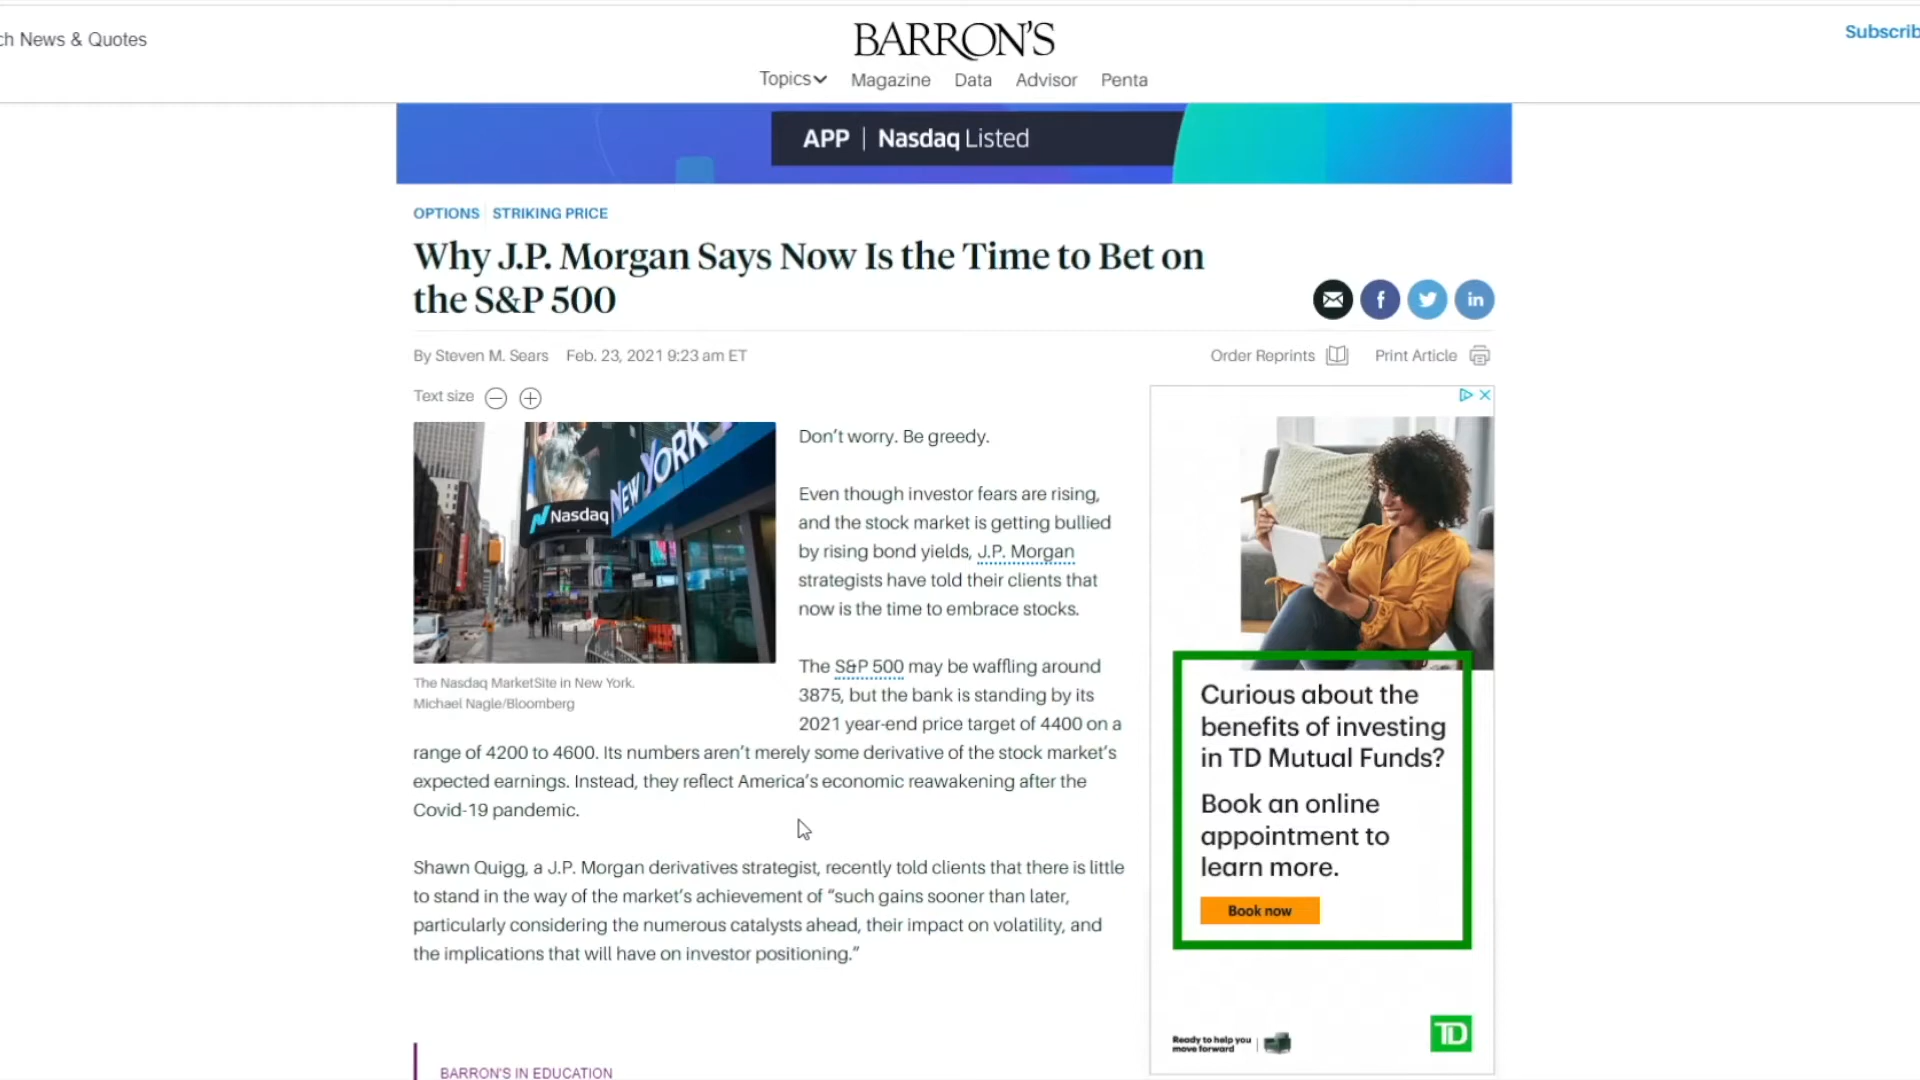 ch News & Quotes
BARRON'S
Subscrib
Topics
Magazine
Data
Advisor
Penta
APP | Nasdaq Listed
OPTIONS
STRIKING PRICE
Why J.P. Morgan Says Now Is the Time to Bet on
the S&P 500
f
in
By Steven M. Sears
Feb. 23, 2021 9:23 am ET
Order Reprints
Print Article
Text size
NEW YORK
Nasdaq
The Nasdaq MarketSite in New York.
Michael Nagle/Bloomberg
Don't worry. Be greedy.
Even though investor fears are rising,
and the stock market is getting bullied
by rising bond yields, J.P. Morgan
strategists have told their clients that
now is the time to embrace stocks.
The S&P 500 may be waffling around
3875, but the bank is standing by its
2021 year-end price target of 4400 on a
range of 4200 to 4600. Its numbers aren't merely some derivative of the stock market's
expected earnings. Instead, they reflect America's economic reawakening after the
Covid-19 pandemic.
Shawn Quigg, a J.P. Morgan derivatives strategist, recently told clients that there is little
to stand in the way of the market's achievement of “such gains sooner than later,
particularly considering the numerous catalysts ahead, their impact on volatility, and
the implications that will have on investor positioning.”
BARRON'S IN EDUCATION
Curious about the
benefits of investing
in TD Mutual Funds?
Book an online
appointment to
learn more.
Book now
Ready to help you
move forward
TD